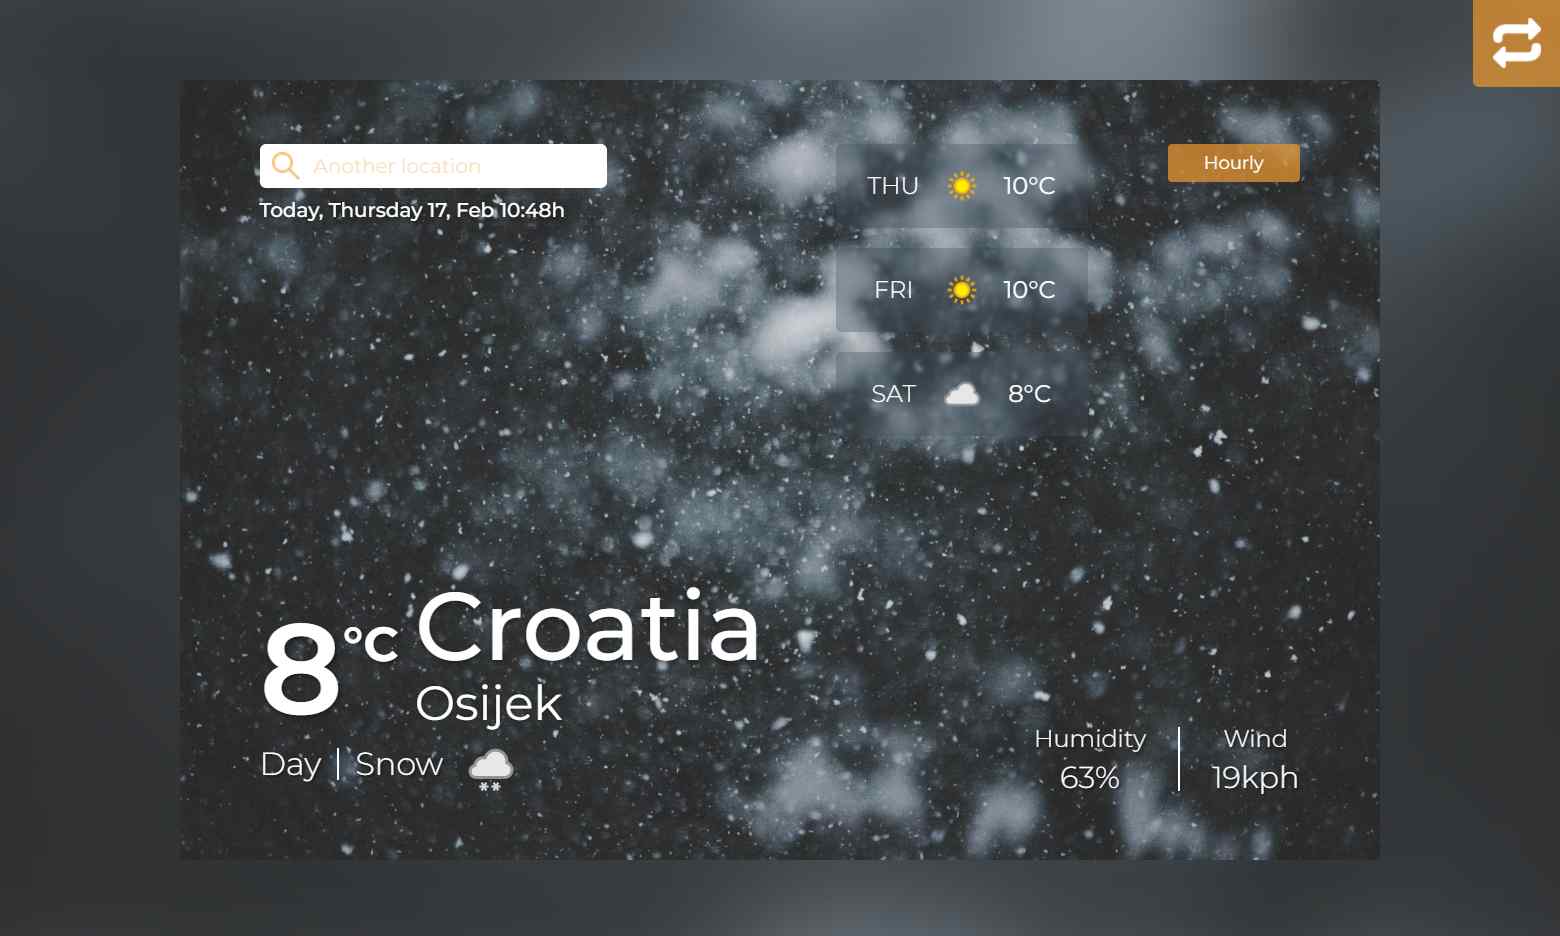 Another location
Today, Thursday 17, Feb 10:48h
THU 10°C
FRI 10°C
SAT 8°C
Hourly
8°C
Croatia
Osijek
Day | Snow
Humidity
63%
Wind
19kph